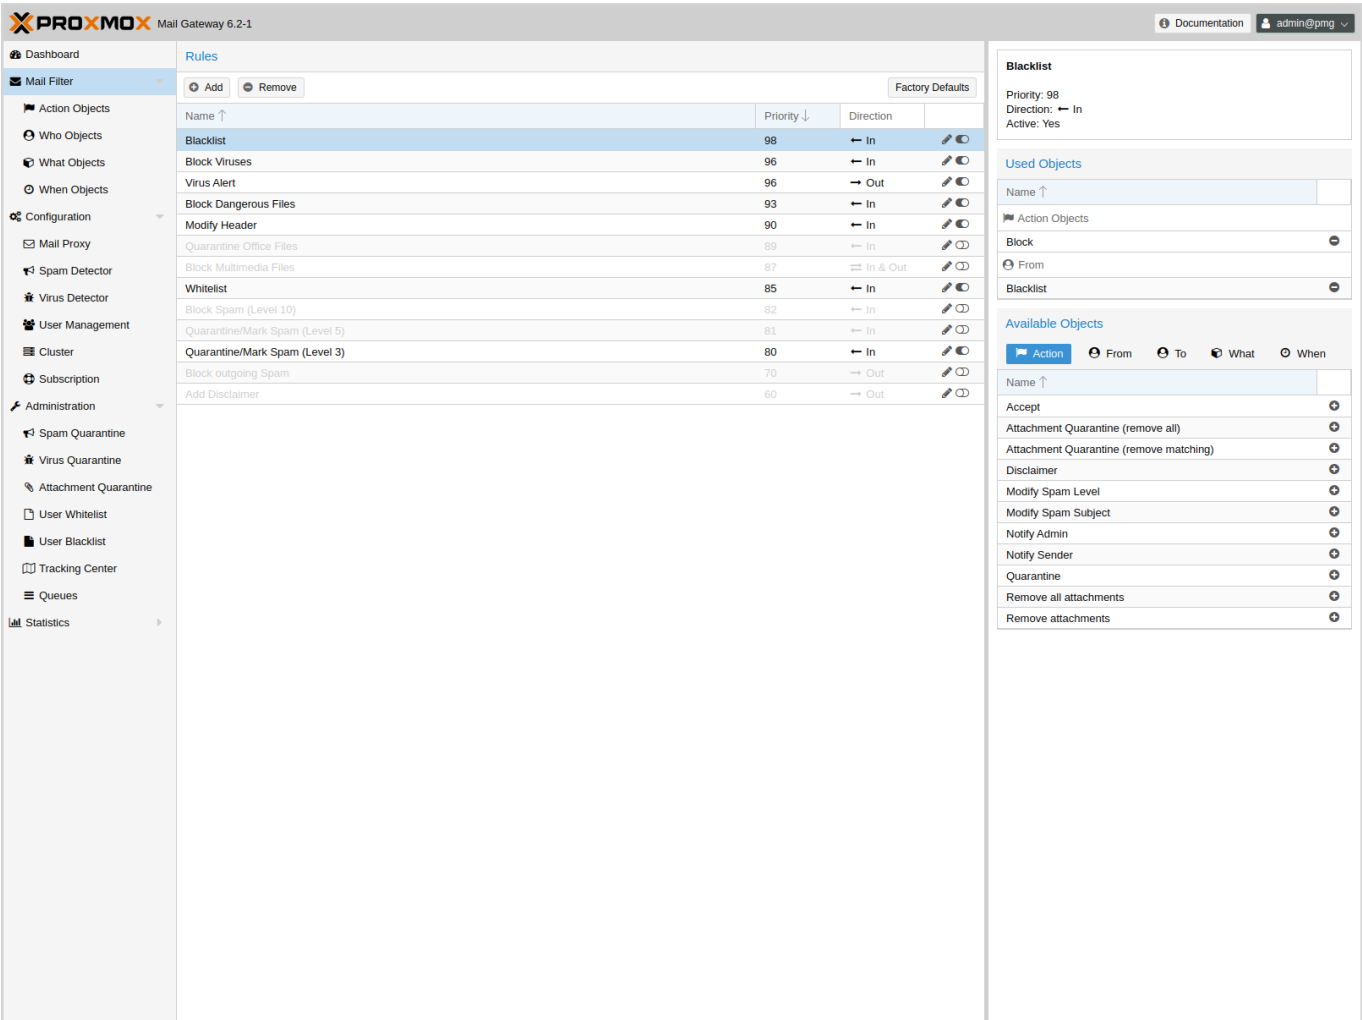 PROXMOX Mail Gateway 6.2-1
Documentation
admin@pmg
Dashboard
Mail Filter
Action Objects
Who Objects
What Objects
When Objects
Configuration
Mail Proxy
Spam Detector
Virus Detector
User Management
Cluster
Subscription
Administration
Spam Quarantine
Virus Quarantine
Attachment Quarantine
User Whitelist
User Blacklist
Tracking Center
Queues
Statistics
Rules
Add Remove Factory Defaults
Name Priority Direction
Blacklist 98 In
Block Viruses 96 In
Virus Alert 96 Out
Block Dangerous Files 93 In
Modify Header 90 In
Quarantine Office Files 89 In
Block Multimedia Files 87 In & Out
Whitelist 85 In
Block Spam (Level 10) 82 In
Quarantine/Mark Spam (Level 5) 81 In
Quarantine/Mark Spam (Level 3) 80 In
Block outgoing Spam 70 Out
Add Disclaimer 60 Out
Blacklist
Priority: 98
Direction: In
Active: Yes
Used Objects
Name
Action Objects
Block
From
Blacklist
Available Objects
Action From To What When
Name
Accept
Attachment Quarantine (remove all)
Attachment Quarantine (remove matching)
Disclaimer
Modify Spam Level
Modify Spam Subject
Notify Admin
Notify Sender
Quarantine
Remove all attachments
Remove attachments